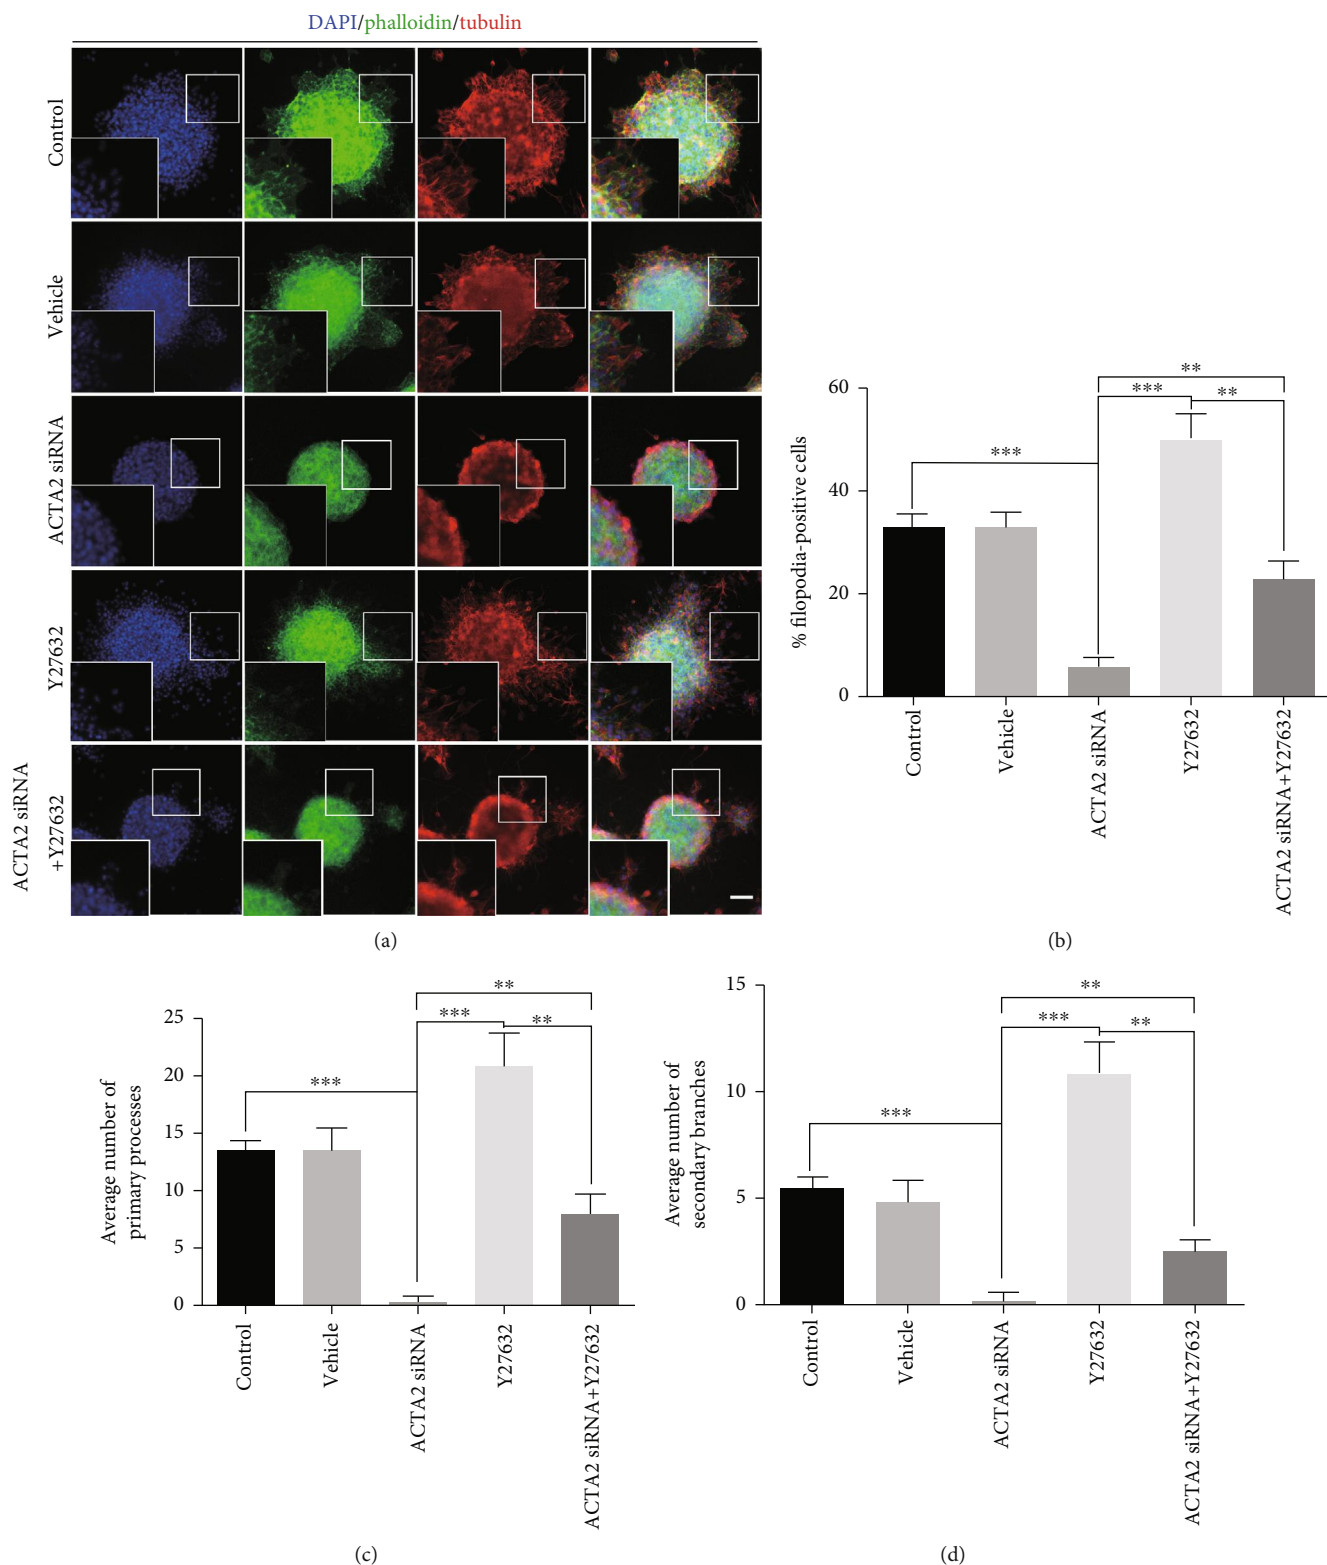 DAPI/phalloidin/tubulin
Control
Vehicle
ACTA2 siRNA
Y27632
ACTA2 siRNA
+Y27632
(a)
% filopodia-positive cells
60
40
20
0
***
***
**
**
Control
Vehicle
ACTA2 siRNA
Y27632
ACTA2 siRNA+Y27632
(b)
Average number of
primary processes
25
20
15
10
5
0
***
***
**
**
Control
Vehicle
ACTA2 siRNA
Y27632
ACTA2 siRNA+Y27632
(c)
Average number of
secondary branches
15
10
5
0
***
***
**
**
Control
Vehicle
ACTA2 siRNA
Y27632
ACTA2 siRNA+Y27632
(d)